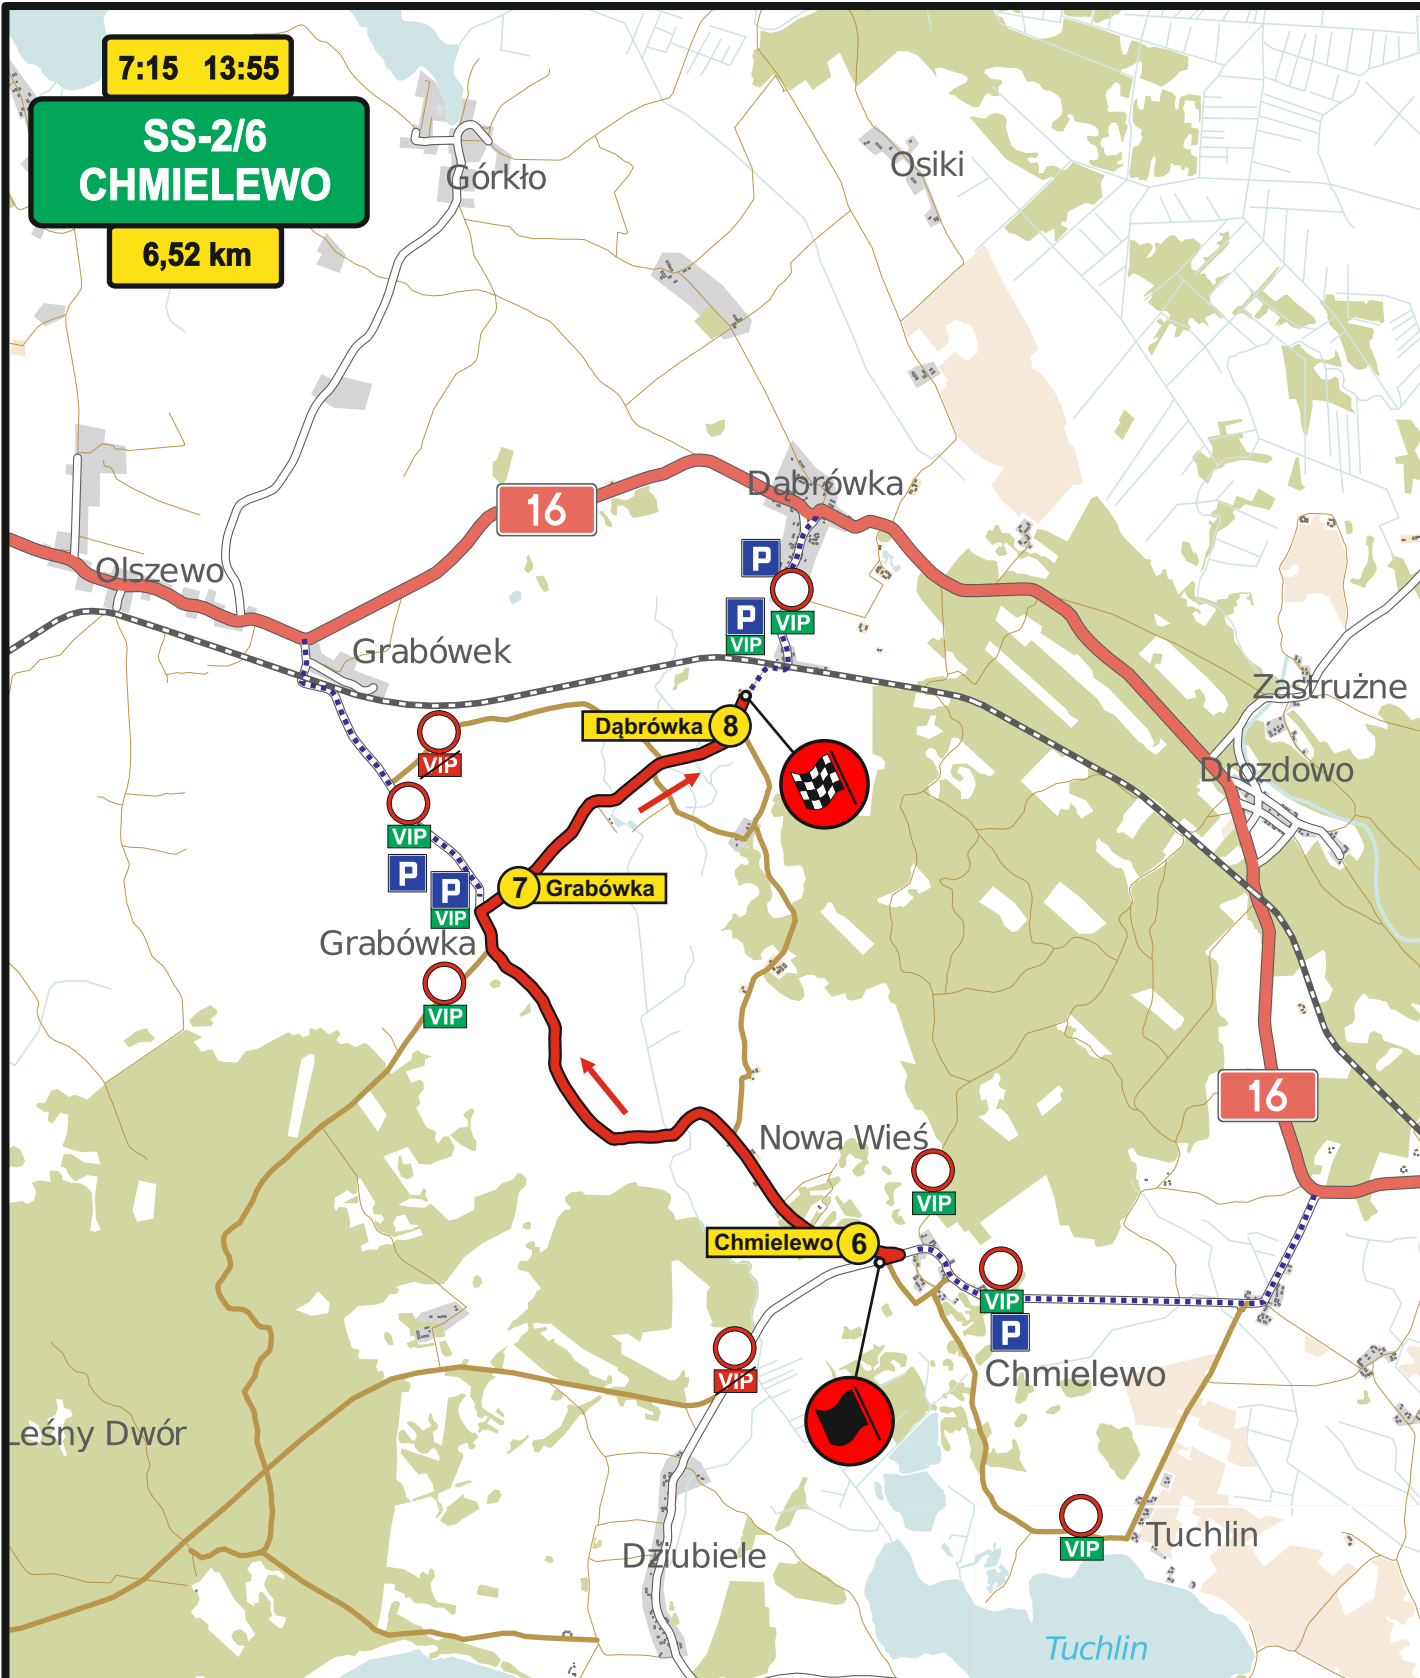 7:15 13:55
SS-2/6
CHMIELEWO
6,52 km
Górkło
Osiki
Dąbrówka
16
Olszewo
P
P
VIP
VIP
Grabówek
Zastrużne
Dąbrówka 8
VIP
Drozdowo
VIP
P
P
VIP
7 Grabówka
Grabówka
VIP
16
Nowa Wieś
VIP
Chmielewo 6
VIP
P
VIP
Chmielewo
Leśny Dwór
Tuchlin
VIP
Dziubiele
Tuchlin